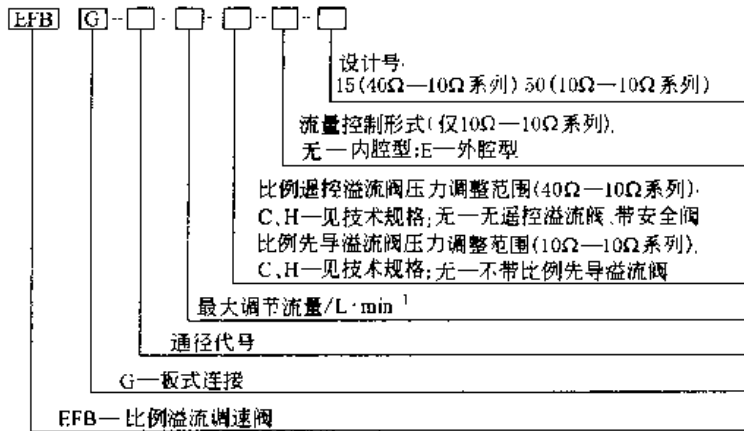 EFB G-□-□-□-□-□
设计号.
15(40Ω—10Ω系列) 50(10Ω—10Ω系列)
流量控制形式(仅10Ω—10Ω系列).
无—内腔型;E—外腔型
比例遥控溢流阀压力调整范围(40Ω—10Ω系列).
C、H—见技术规格;无—无遥控溢流阀、带安全阀
比例先导溢流阀压力调整范围(10Ω—10Ω系列).
C、H—见技术规格;无—不带比例先导溢流阀
最大调节流量/L·min⁻¹
通径代号
G—板式连接
EFB—比例溢流调速阀